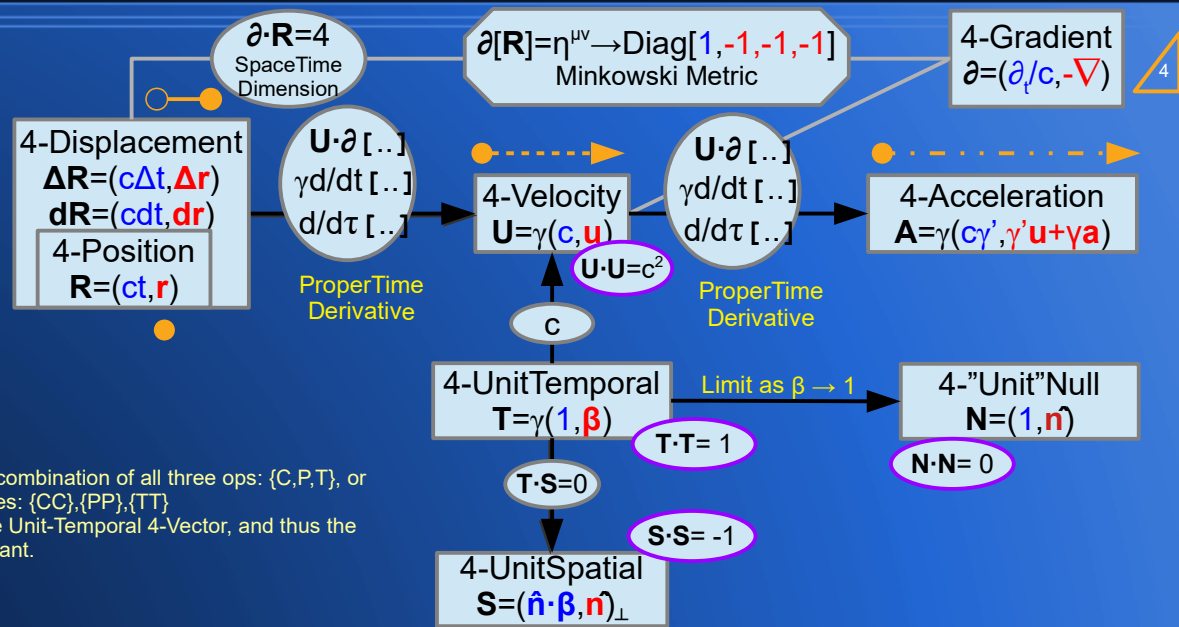 ∂·R=4
SpaceTime
Dimension
∂[R]=η^μν→Diag[1,-1,-1,-1]
Minkowski Metric
4-Gradient
∂=(∂ₜ/c,-∇)
4
4-Displacement
ΔR=(cΔt,Δr)
dR=(cdt,dr)
4-Position
R=(ct,r)
U·∂[..]
γd/dt[..]
d/dτ[..]
ProperTime
Derivative
4-Velocity
U=γ(c,u)
U·U=c²
U·∂[..]
γd/dt[..]
d/dτ[..]
ProperTime
Derivative
4-Acceleration
A=γ(cγ',γ'u+γa)
c
4-UnitTemporal
T=γ(1,β)
T·T= 1
Limit as β → 1
4-"Unit"Null
N=(1,n̂)
N·N= 0
T·S=0
S·S= -1
4-UnitSpatial
S=(n̂·β,n̂)⊥
combination of all three ops: {C,P,T}, or
es: {CC},{PP},{TT}
e Unit-Temporal 4-Vector, and thus the
ant.